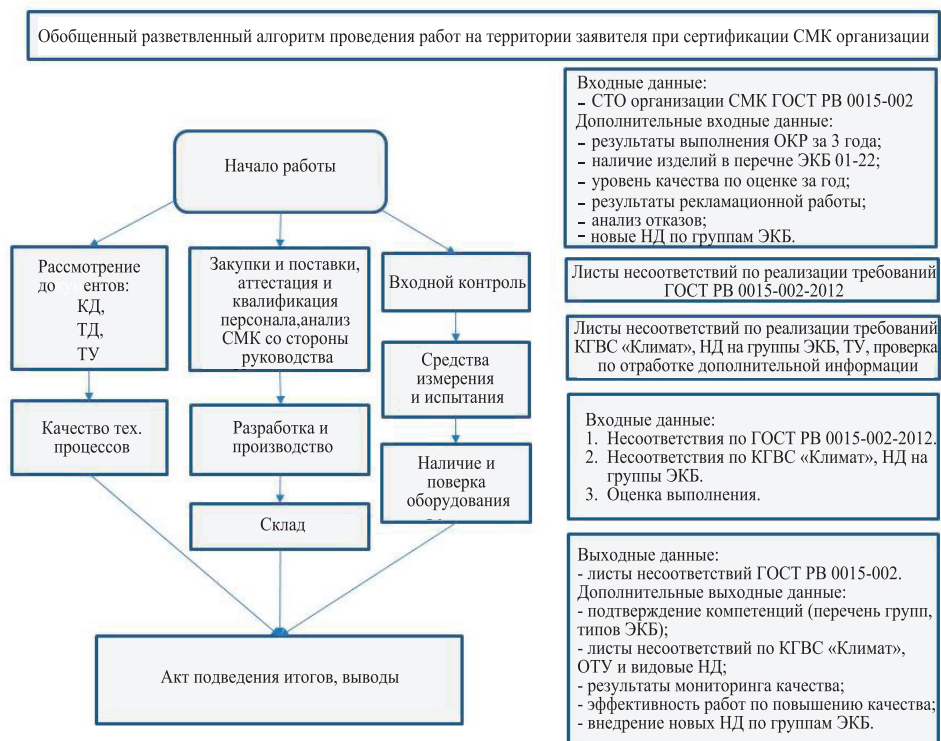 Обобщенный разветвленный алгоритм проведения работ на территории заявителя при сертификации СМК организации
Начало работы
Рассмотрение
документов:
КД,
ТД,
ТУ
Закупки и поставки,
аттестация и
квалификация
персонала,анализ
СМК со стороны
руководства
Входной контроль
Средства
измерения
и испытания
Качество тех.
процессов
Разработка и
производство
Наличие и
поверка
оборудования
Склад
Акт подведения итогов, выводы
Входные данные:
– СТО организации СМК ГОСТ РВ 0015-002
Дополнительные входные данные:
– результаты выполнения ОКР за 3 года;
– наличие изделий в перечне ЭКБ 01-22;
– уровень качества по оценке за год;
– результаты рекламационной работы;
– анализ отказов;
– новые НД по группам ЭКБ.
Листы несоответствий по реализации требований
ГОСТ РВ 0015-002-2012
Листы несоответствий по реализации требований
КГВС «Климат», НД на группы ЭКБ, ТУ, проверка
по отработке дополнительной информации
Входные данные:
1. Несоответствия по ГОСТ РВ 0015-002-2012.
2. Несоответствия по КГВС «Климат», НД на
группы ЭКБ.
3. Оценка выполнения.
Выходные данные:
- листы несоответствий ГОСТ РВ 0015-002.
Дополнительные выходные данные:
- подтверждение компетенций (перечень групп,
типов ЭКБ);
- листы несоответствий по КГВС «Климат»,
ОТУ и видовые НД;
- результаты мониторинга качества;
- эффективность работ по повышению качества;
- внедрение новых НД по группам ЭКБ.